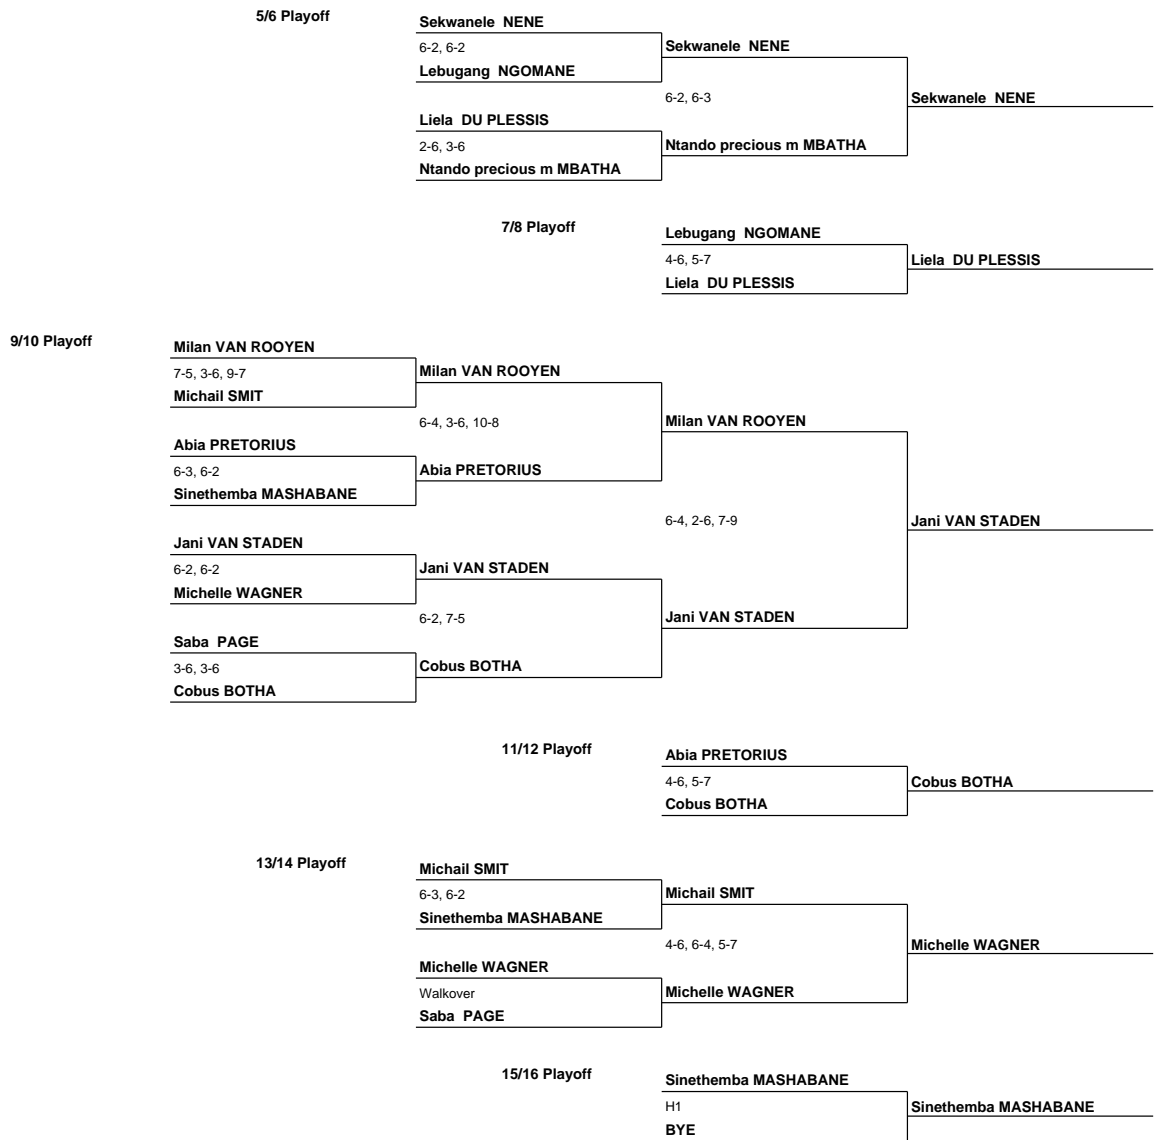 5/6 Playoff
Sekwanele NENE
6-2, 6-2
Sekwanele NENE
Lebugang NGOMANE
6-2, 6-3
Sekwanele NENE
Liela DU PLESSIS
2-6, 3-6
Ntando precious m MBATHA
Ntando precious m MBATHA
7/8 Playoff
Lebugang NGOMANE
4-6, 5-7
Liela DU PLESSIS
Liela DU PLESSIS
9/10 Playoff
Milan VAN ROOYEN
7-5, 3-6, 9-7
Milan VAN ROOYEN
Michail SMIT
6-4, 3-6, 10-8
Milan VAN ROOYEN
Abia PRETORIUS
6-3, 6-2
Abia PRETORIUS
Sinethemba MASHABANE
6-4, 2-6, 7-9
Jani VAN STADEN
Jani VAN STADEN
6-2, 6-2
Jani VAN STADEN
Michelle WAGNER
6-2, 7-5
Jani VAN STADEN
Saba PAGE
3-6, 3-6
Cobus BOTHA
Cobus BOTHA
11/12 Playoff
Abia PRETORIUS
4-6, 5-7
Cobus BOTHA
Cobus BOTHA
13/14 Playoff
Michail SMIT
6-3, 6-2
Michail SMIT
Sinethemba MASHABANE
4-6, 6-4, 5-7
Michelle WAGNER
Michelle WAGNER
Walkover
Michelle WAGNER
Saba PAGE
15/16 Playoff
Sinethemba MASHABANE
H1
Sinethemba MASHABANE
BYE